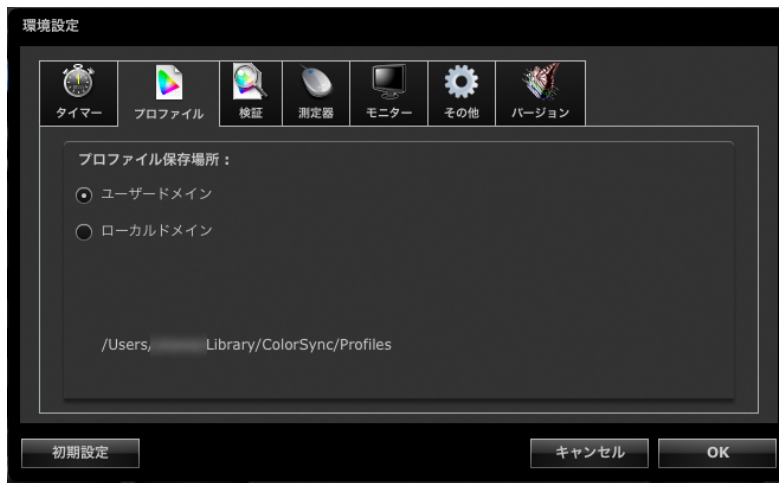 環境設定
タイマー プロファイル 検証 測定器 モニター その他 バージョン
プロファイル保存場所：
ユーザードメイン
ローカルドメイン
/Users/ Library/ColorSync/Profiles
初期設定 キャンセル OK